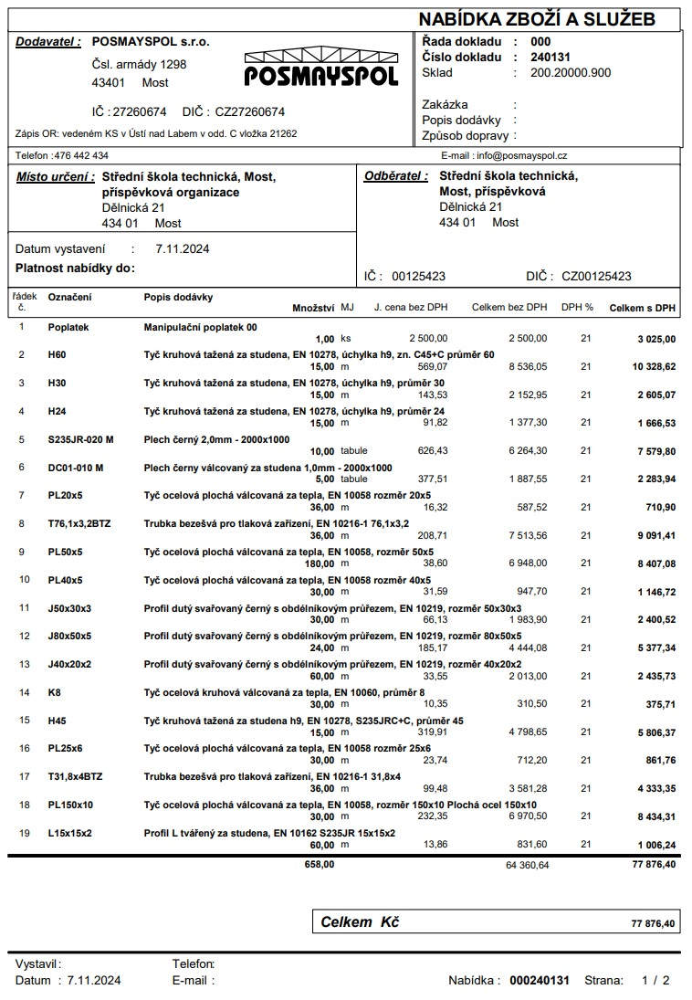 NABÍDKA ZBOŽÍ A SLUŽEB
Dodavatel : POSMAYSPOL s.r.o.
Čsl. armády 1298
43401 Most
POSMAYSPOL
IČ : 27260674 DIČ : CZ27260674
Zápis OR: vedeném KS v Ústí nad Labem v odd. C vložka 21262
Řada dokladu : 000
Číslo dokladu : 240131
Sklad 200.20000.900
Zakázka :
Popis dodávky :
Způsob dopravy :
Telefon :476 442 434 E-mail : info@posmayspol.cz
Místo určení : Střední škola technická, Most,
příspěvková organizace
Dělnická 21
434 01 Most
Datum vystavení : 7.11.2024
Platnost nabídky do:
Odběratel : Střední škola technická,
Most, příspěvková
Dělnická 21
434 01 Most
IČ : 00125423 DIČ : CZ00125423
řádek č. Označení Popis dodávky Množství MJ J. cena bez DPH Celkem bez DPH DPH % Celkem s DPH
1 Poplatek Manipulační poplatek 00
1,00 ks 2 500,00 2 500,00 21 3 025,00
2 H60 Tyč kruhová tažená za studena, EN 10278, úchylka h9, zn. C45+C průměr 60
15,00 m 569,07 8 536,05 21 10 328,62
3 H30 Tyč kruhová tažená za studena, EN 10278, úchylka h9, průměr 30
15,00 m 143,53 2 152,95 21 2 605,07
4 H24 Tyč kruhová tažená za studena, EN 10278, úchylka h9, průměr 24
15,00 m 91,82 1 377,30 21 1 666,53
5 S235JR-020 M Plech černý 2,0mm - 2000x1000
10,00 tabule 626,43 6 264,30 21 7 579,80
6 DC01-010 M Plech černy válcovaný za studena 1,0mm - 2000x1000
5,00 tabule 377,51 1 887,55 21 2 283,94
7 PL20x5 Tyč ocelová plochá válcovaná za tepla, EN 10058 rozměr 20x5
36,00 m 16,32 587,52 21 710,90
8 T76,1x3,2BTZ Trubka bezešvá pro tlaková zařízení, EN 10216-1 76,1x3,2
36,00 m 208,71 7 513,56 21 9 091,41
9 PL50x5 Tyč ocelová plochá válcovaná za tepla, EN 10058, rozměr 50x5
180,00 m 38,60 6 948,00 21 8 407,08
10 PL40x5 Tyč ocelová plochá válcovaná za tepla, EN 10058 rozměr 40x5
30,00 m 31,59 947,70 21 1 146,72
11 J50x30x3 Profil dutý svařovaný černý s obdélníkovým průřezem, EN 10219, rozměr 50x30x3
30,00 m 66,13 1 983,90 21 2 400,52
12 J80x50x5 Profil dutý svařovaný černý s obdélníkovým průřezem, EN 10219, rozměr 80x50x5
24,00 m 185,17 4 444,08 21 5 377,34
13 J40x20x2 Profil dutý svařovaný černý s obdélníkovým průřezem, EN 10219, rozměr 40x20x2
60,00 m 33,55 2 013,00 21 2 435,73
14 K8 Tyč ocelová kruhová válcovaná za tepla, EN 10060, průměr 8
30,00 m 10,35 310,50 21 375,71
15 H45 Tyč kruhová tažená za studena h9, EN 10278, S235JRC+C, průměr 45
15,00 m 319,91 4 798,65 21 5 806,37
16 PL25x6 Tyč ocelová plochá válcovaná za tepla, EN 10058 rozměr 25x6
30,00 m 23,74 712,20 21 861,76
17 T31,8x4BTZ Trubka bezešvá pro tlaková zařízení, EN 10216-1 31,8x4
36,00 m 99,48 3 581,28 21 4 333,35
18 PL150x10 Tyč ocelová plochá válcovaná za tepla, EN 10058, rozměr 150x10 Plochá ocel 150x10
30,00 m 232,35 6 970,50 21 8 434,31
19 L15x15x2 Profil L tvářený za studena, EN 10162 S235JR 15x15x2
60,00 m 13,86 831,60 21 1 006,24
658,00 64 360,64 77 876,40
Celkem Kč 77 876,40
Vystavil : Telefon:
Datum : 7.11.2024 E-mail : Nabídka : 000240131 Strana: 1 / 2